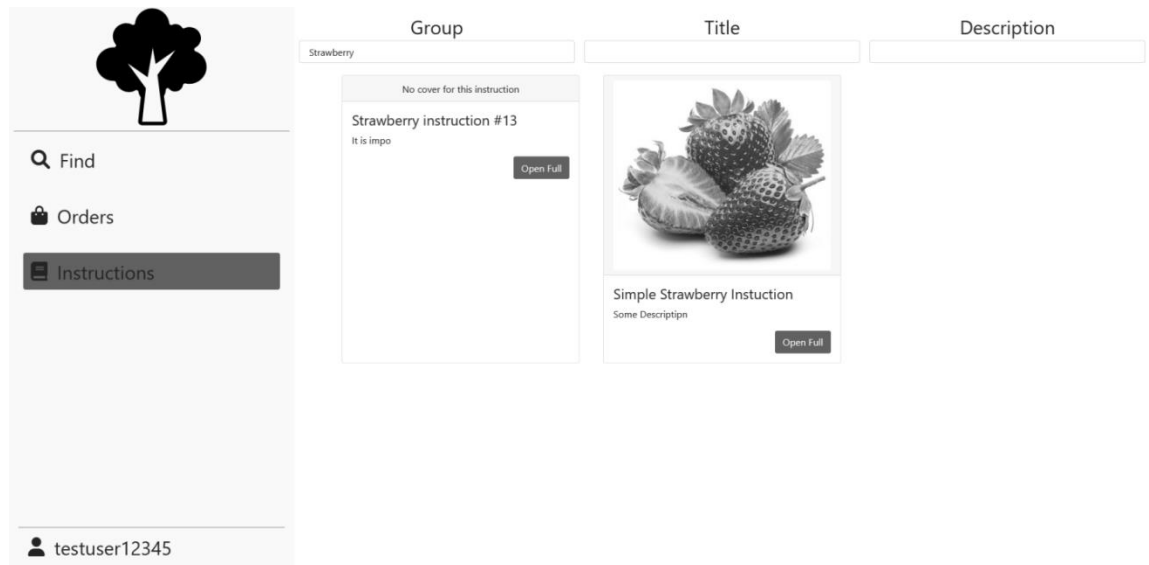 Find
Orders
Instructions
testuser12345
Group
Title
Description
Strawberry
No cover for this instruction
Strawberry instruction #13
It is impo
Open Full
Simple Strawberry Instuction
Some Descriptipn
Open Full